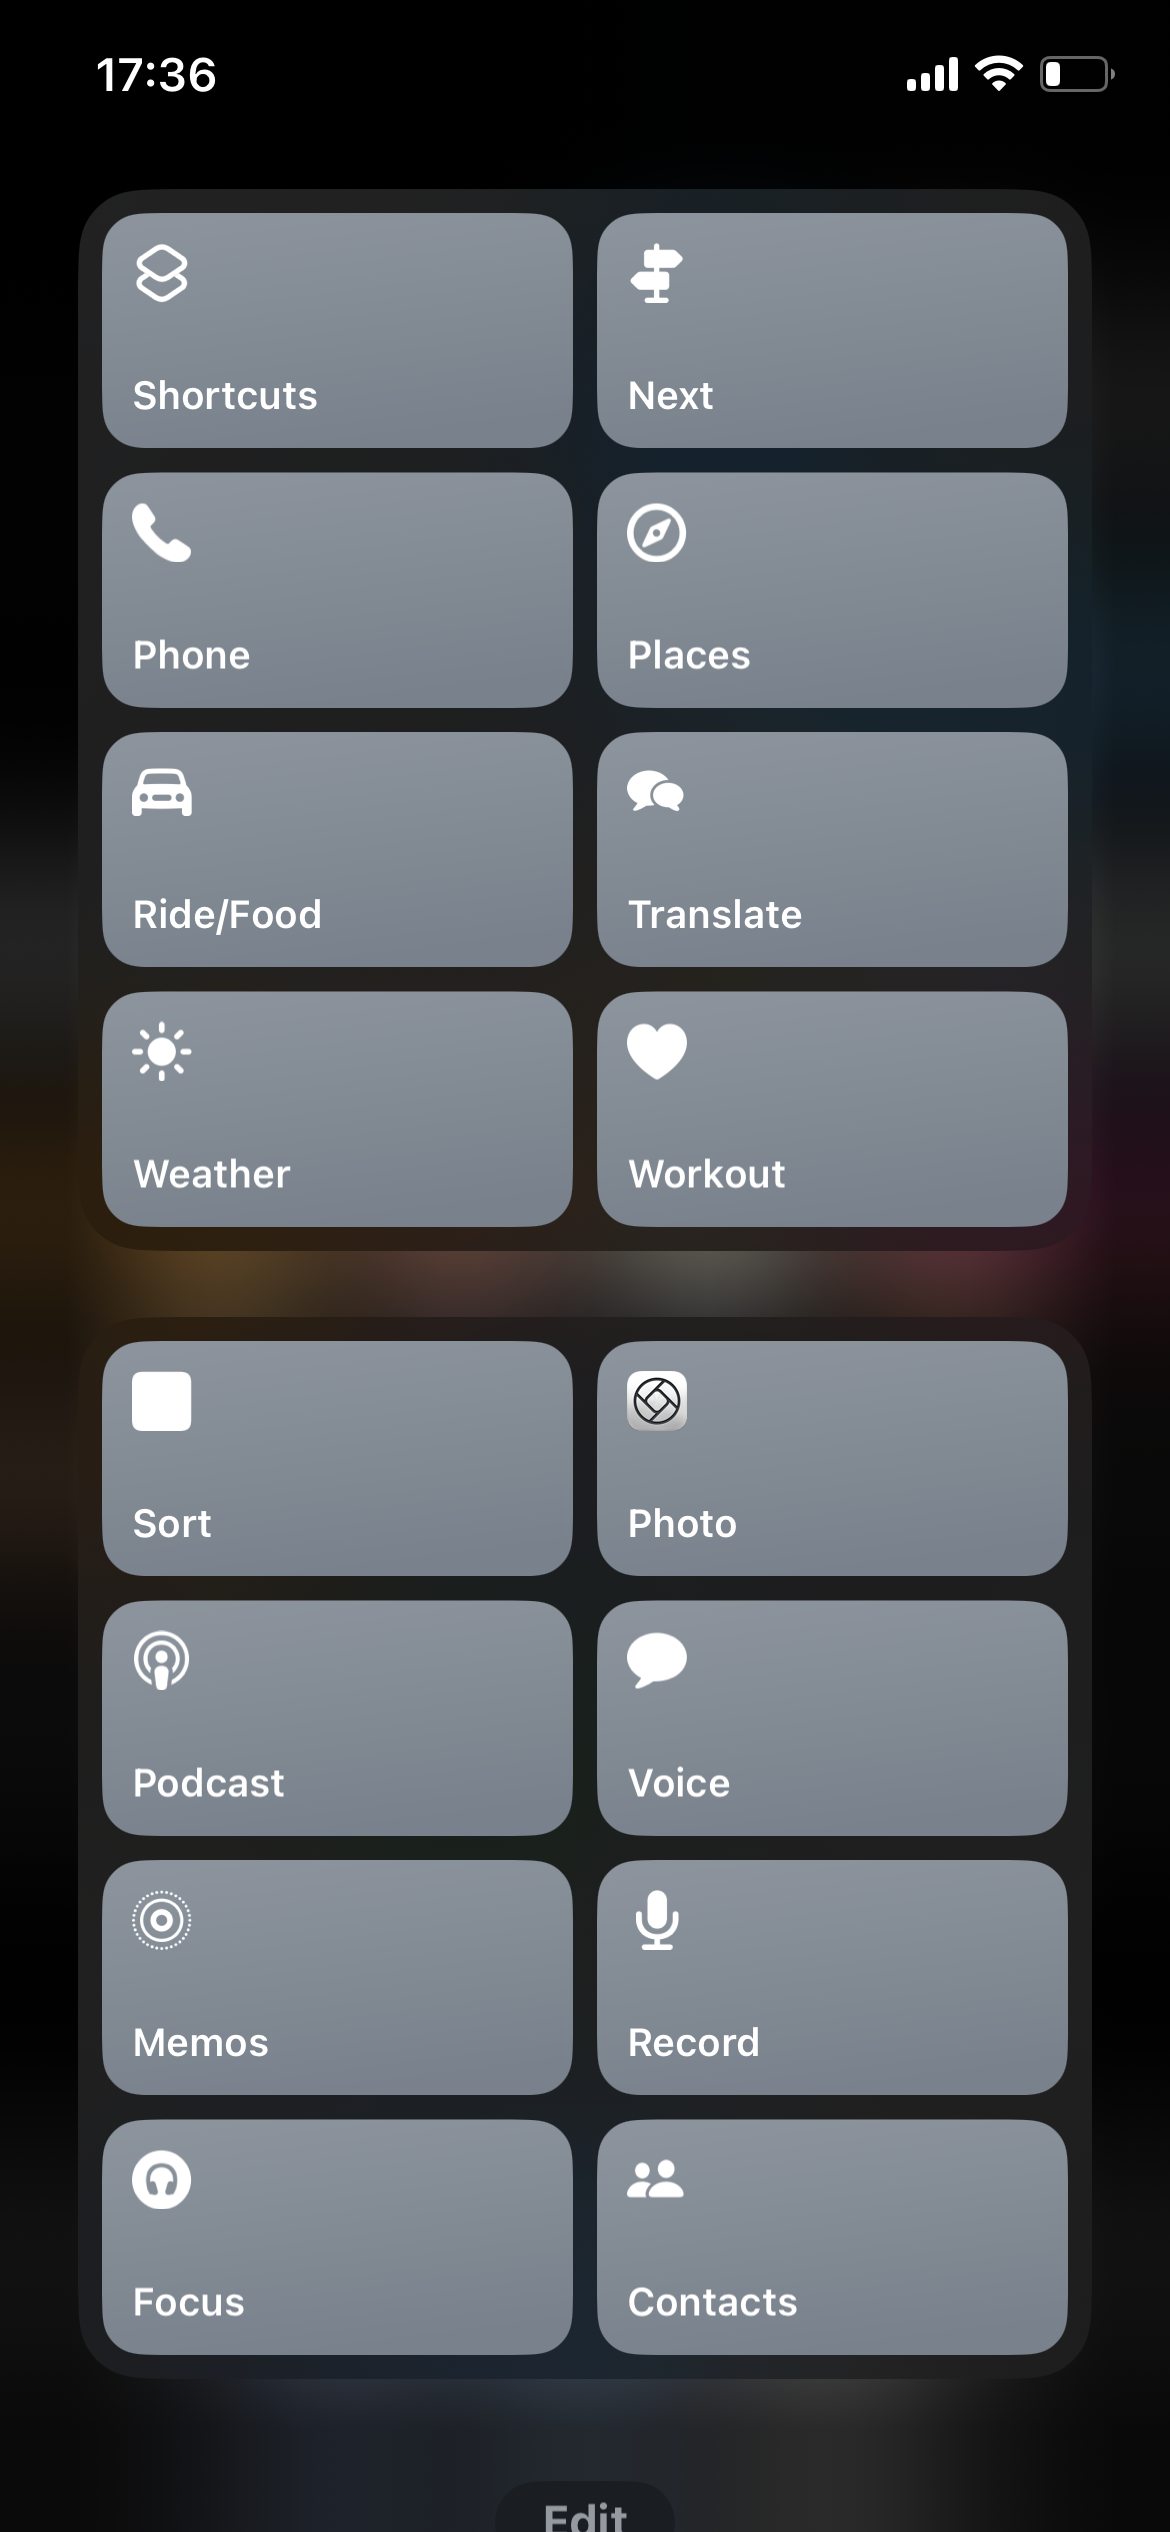 17:36
Shortcuts
Next
Phone
Places
Ride/Food
Translate
Weather
Workout
Sort
Photo
Podcast
Voice
Memos
Record
Focus
Contacts
Edit